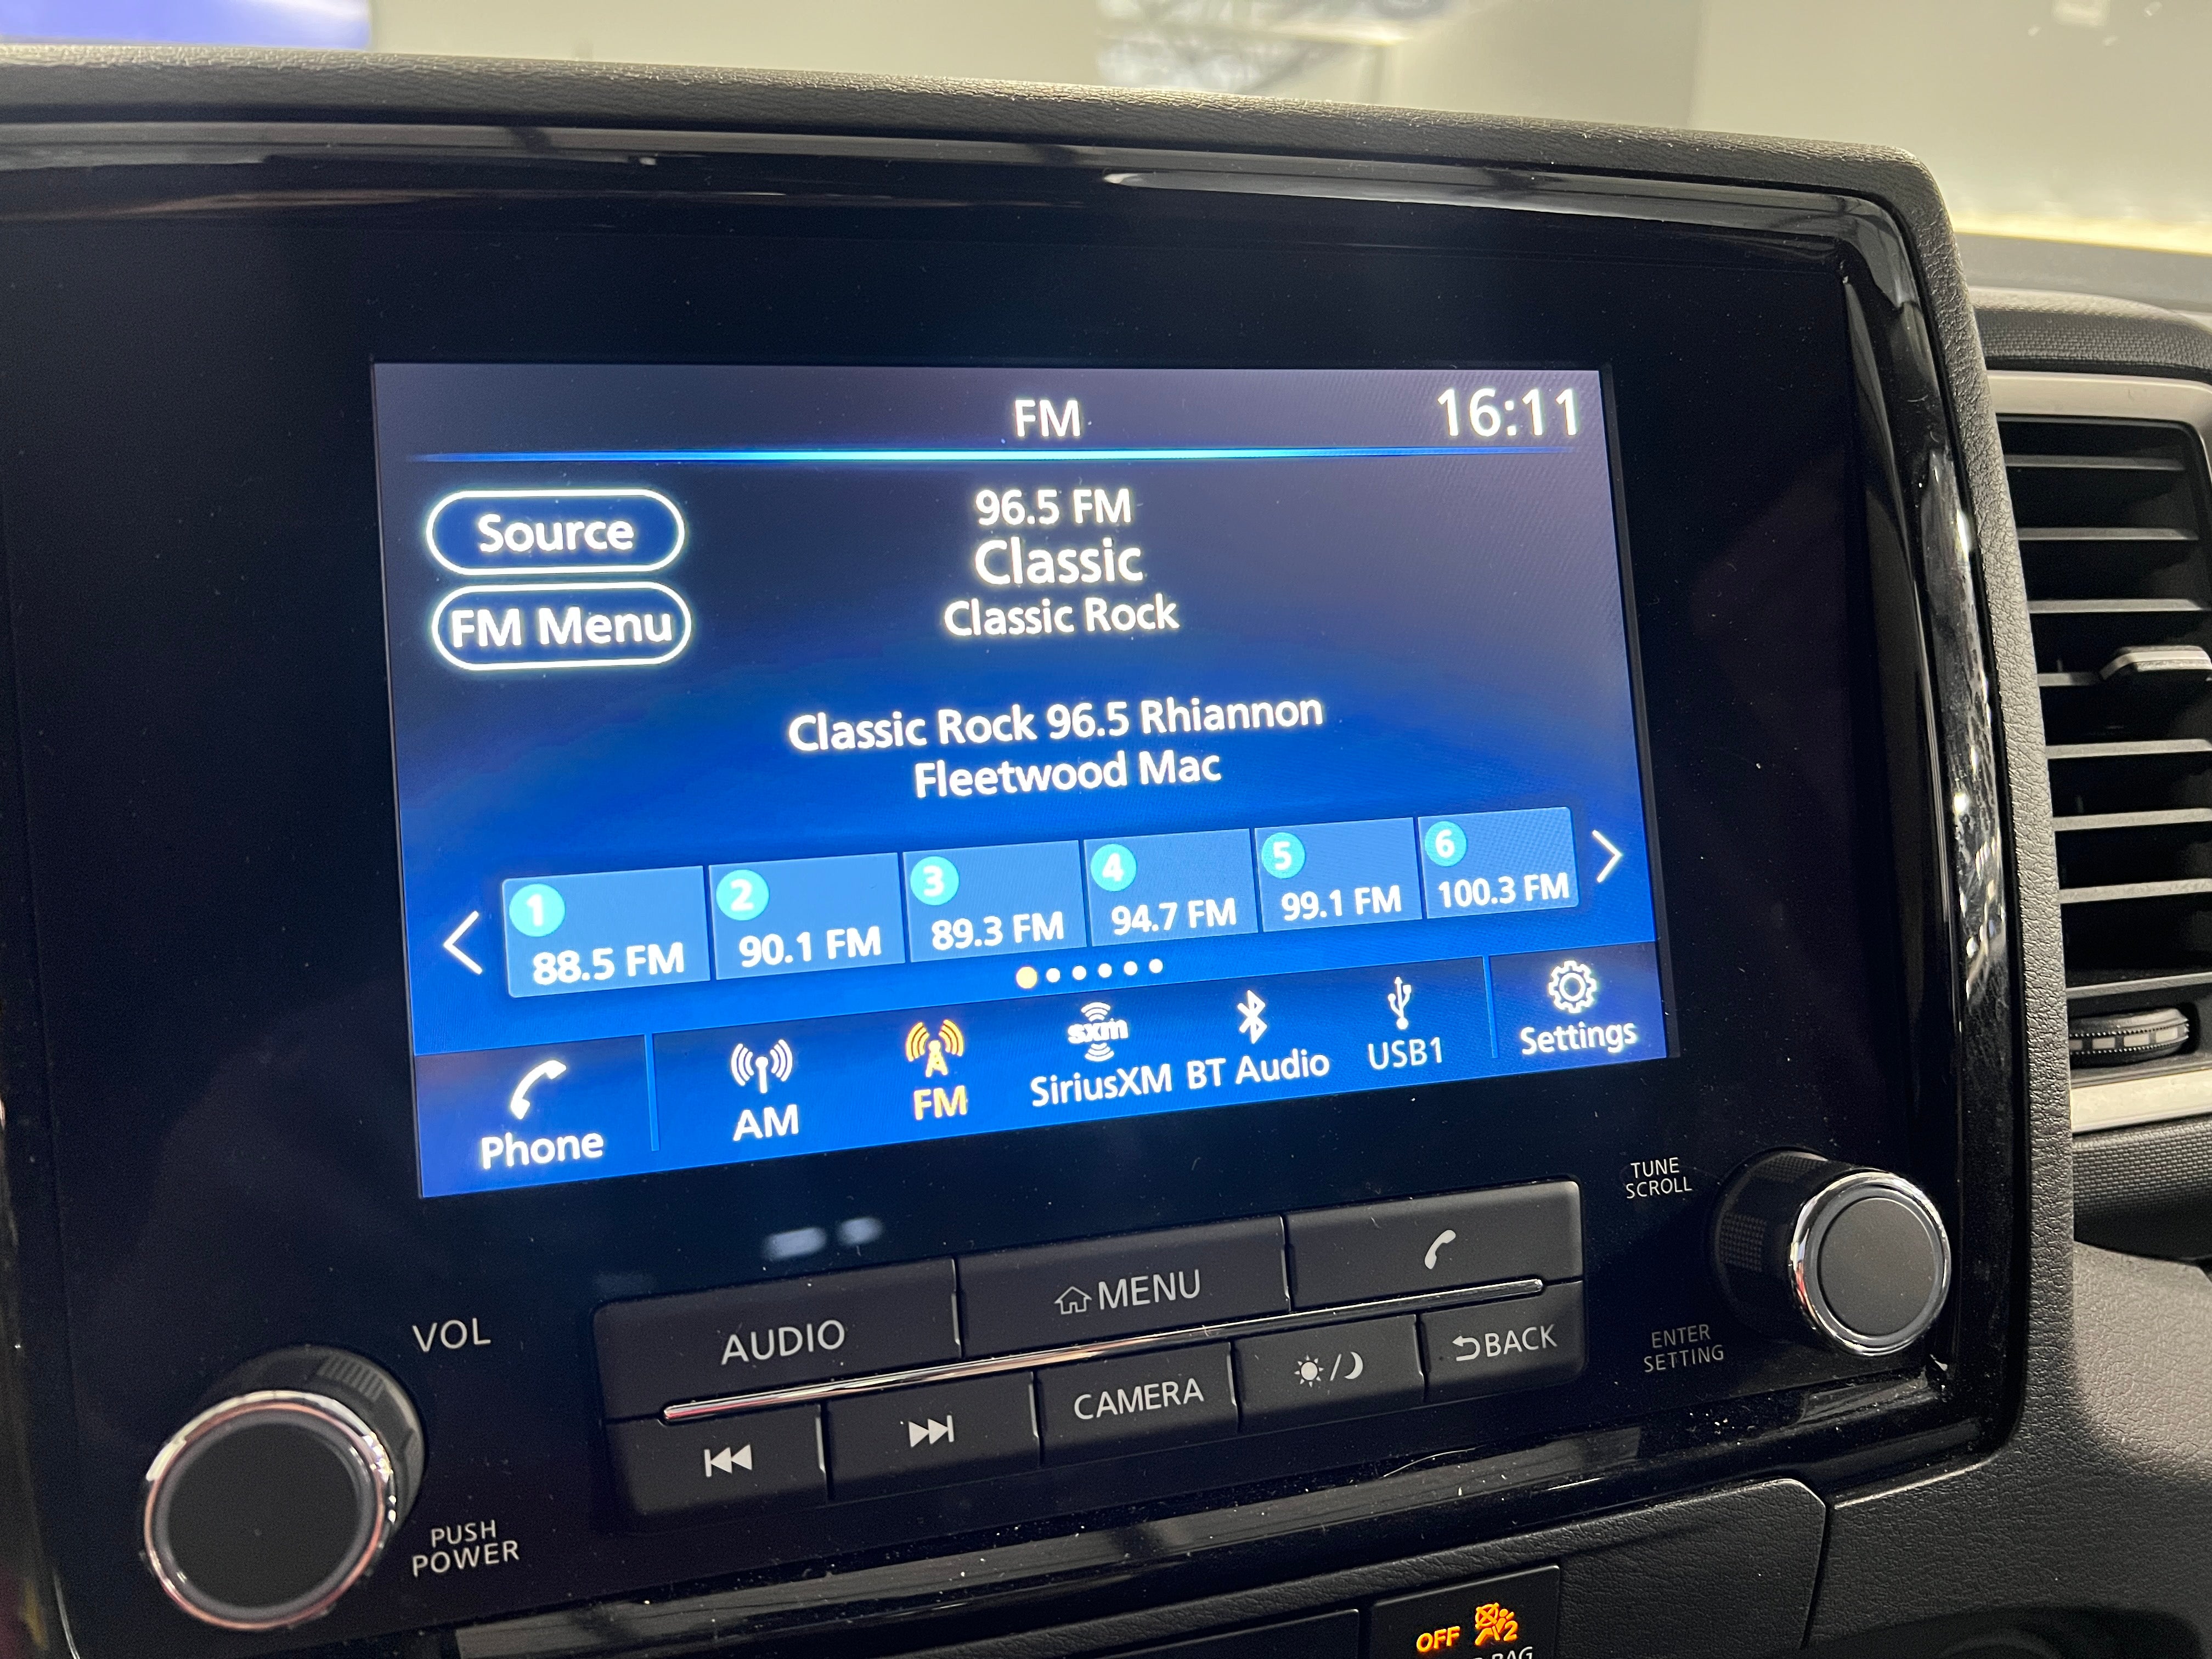 FM
16:11
Source
FM Menu
96.5 FM
Classic
Classic Rock
Classic Rock 96.5 Rhiannon
Fleetwood Mac
1
88.5 FM
2
90.1 FM
3
89.3 FM
4
94.7 FM
5
99.1 FM
6
100.3 FM
Phone
AM
FM
sxm
SiriusXM
BT Audio
USB1
Settings
TUNE
SCROLL
VOL
AUDIO
MENU
CAMERA
BACK
ENTER
SETTING
PUSH
POWER
OFF
2
BAG